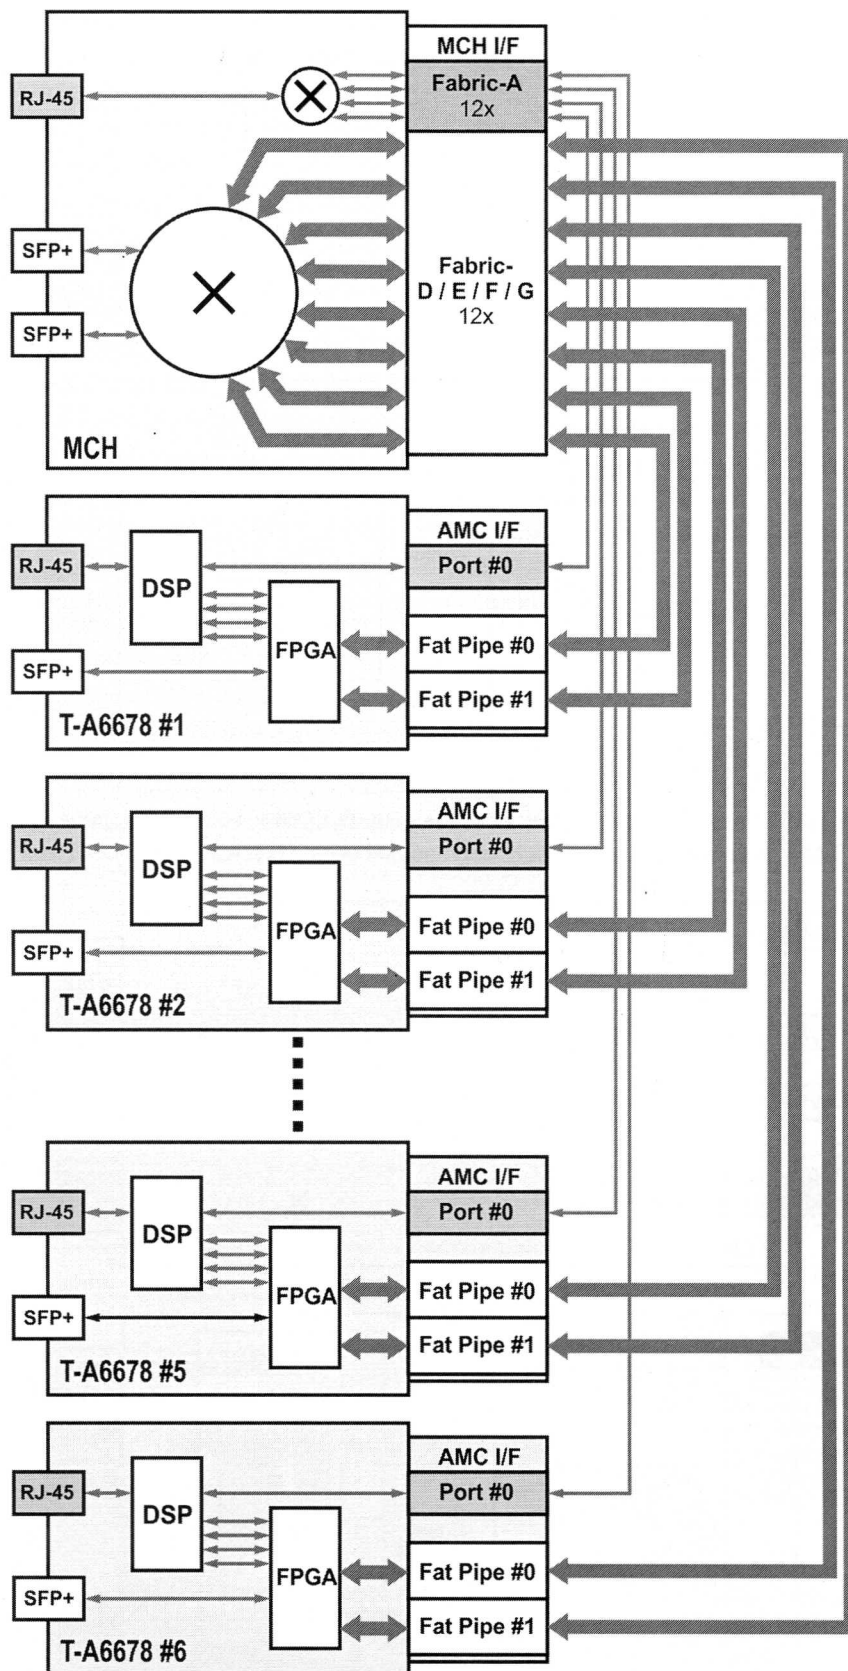 MCH I/F
RJ-45
Fabric-A
12x
SFP+
Fabric-
D / E / F / G
12x
SFP+
MCH
AMC I/F
RJ-45
DSP
Port #0
FPGA
Fat Pipe #0
SFP+
Fat Pipe #1
T-A6678 #1
AMC I/F
RJ-45
DSP
Port #0
FPGA
Fat Pipe #0
SFP+
Fat Pipe #1
T-A6678 #2
AMC I/F
RJ-45
DSP
Port #0
FPGA
Fat Pipe #0
SFP+
Fat Pipe #1
T-A6678 #5
AMC I/F
RJ-45
DSP
Port #0
FPGA
Fat Pipe #0
SFP+
Fat Pipe #1
T-A6678 #6